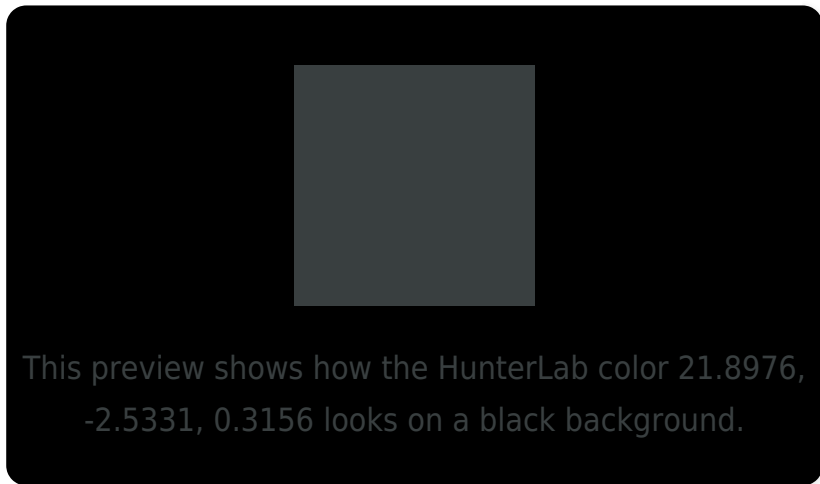 This preview shows how the HunterLab color 21.8976,
-2.5331, 0.3156 looks on a black background.